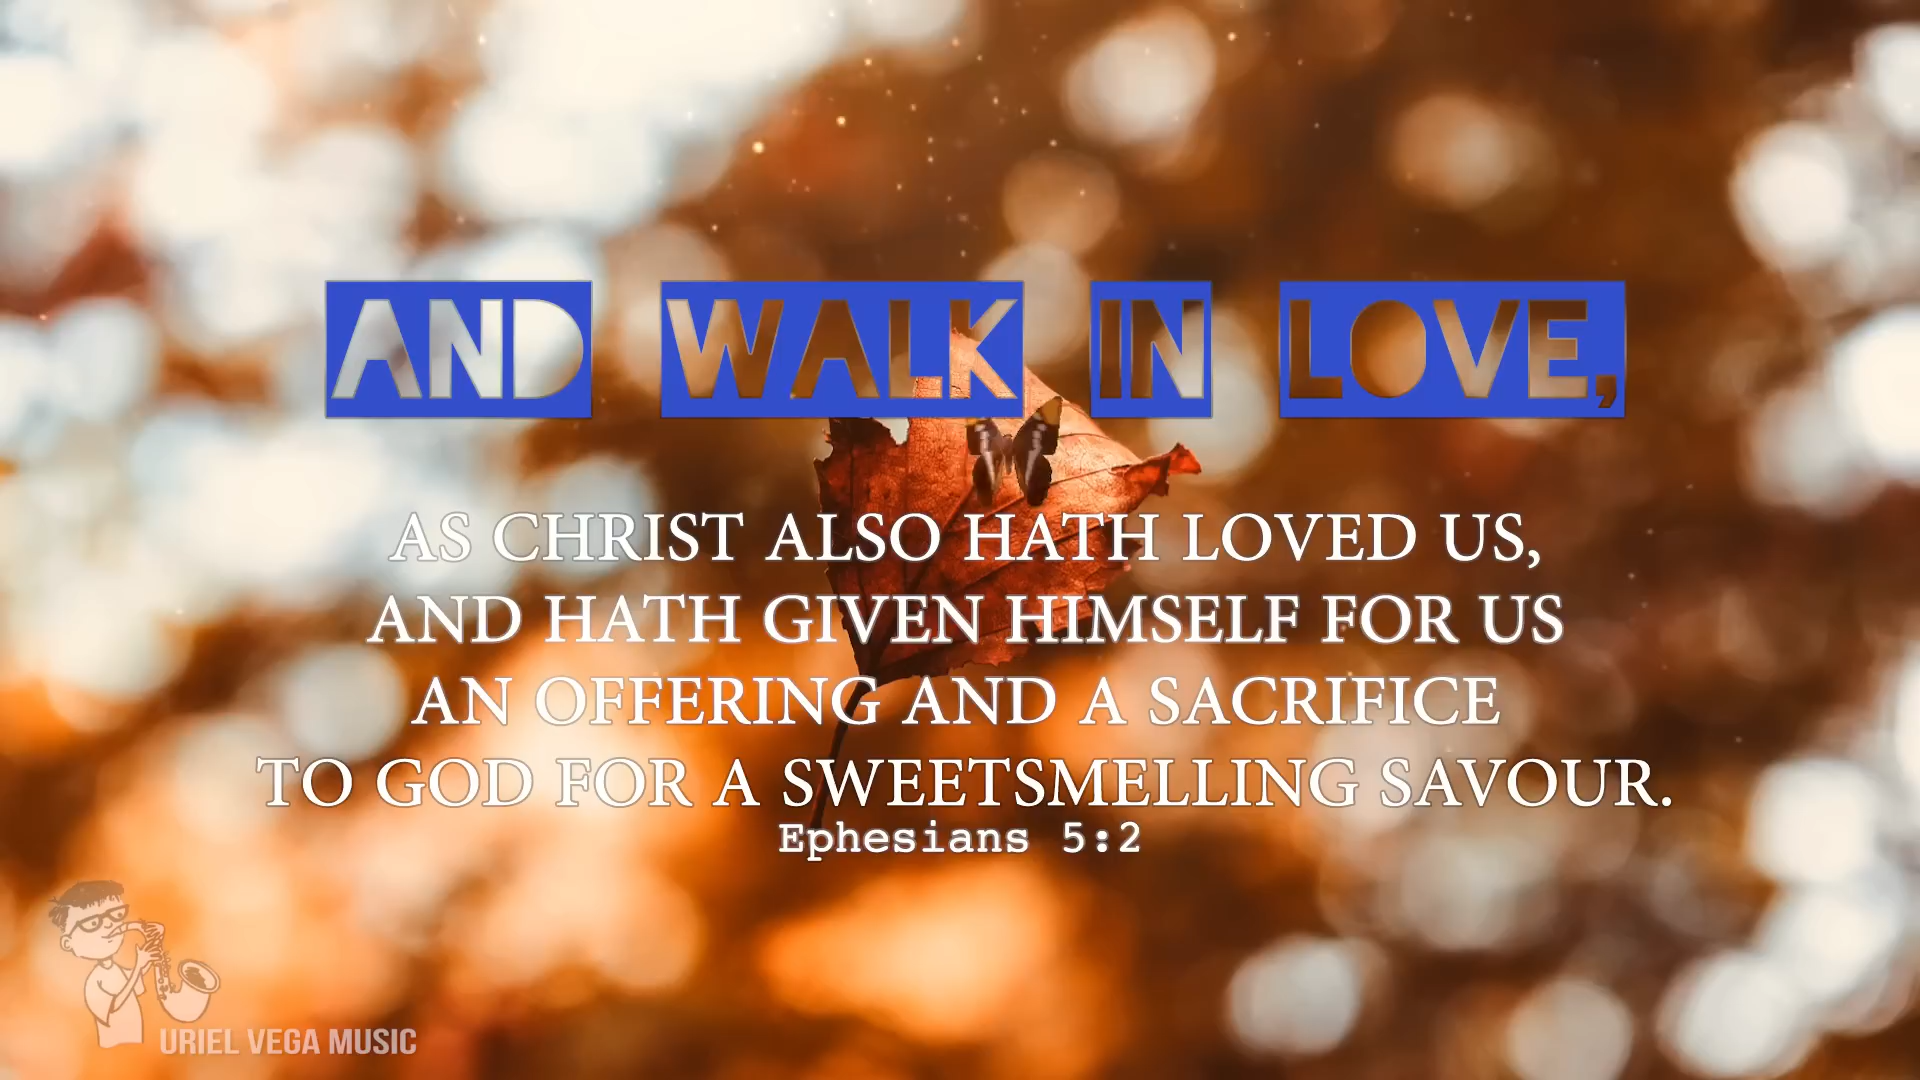 AND WALK IN LOVE,
AS CHRIST ALSO HATH LOVED US,
AND HATH GIVEN HIMSELF FOR US
AN OFFERING AND A SACRIFICE
TO GOD FOR A SWEETSMELLING SAVOUR.
Ephesians 5:2
URIEL VEGA MUSIC